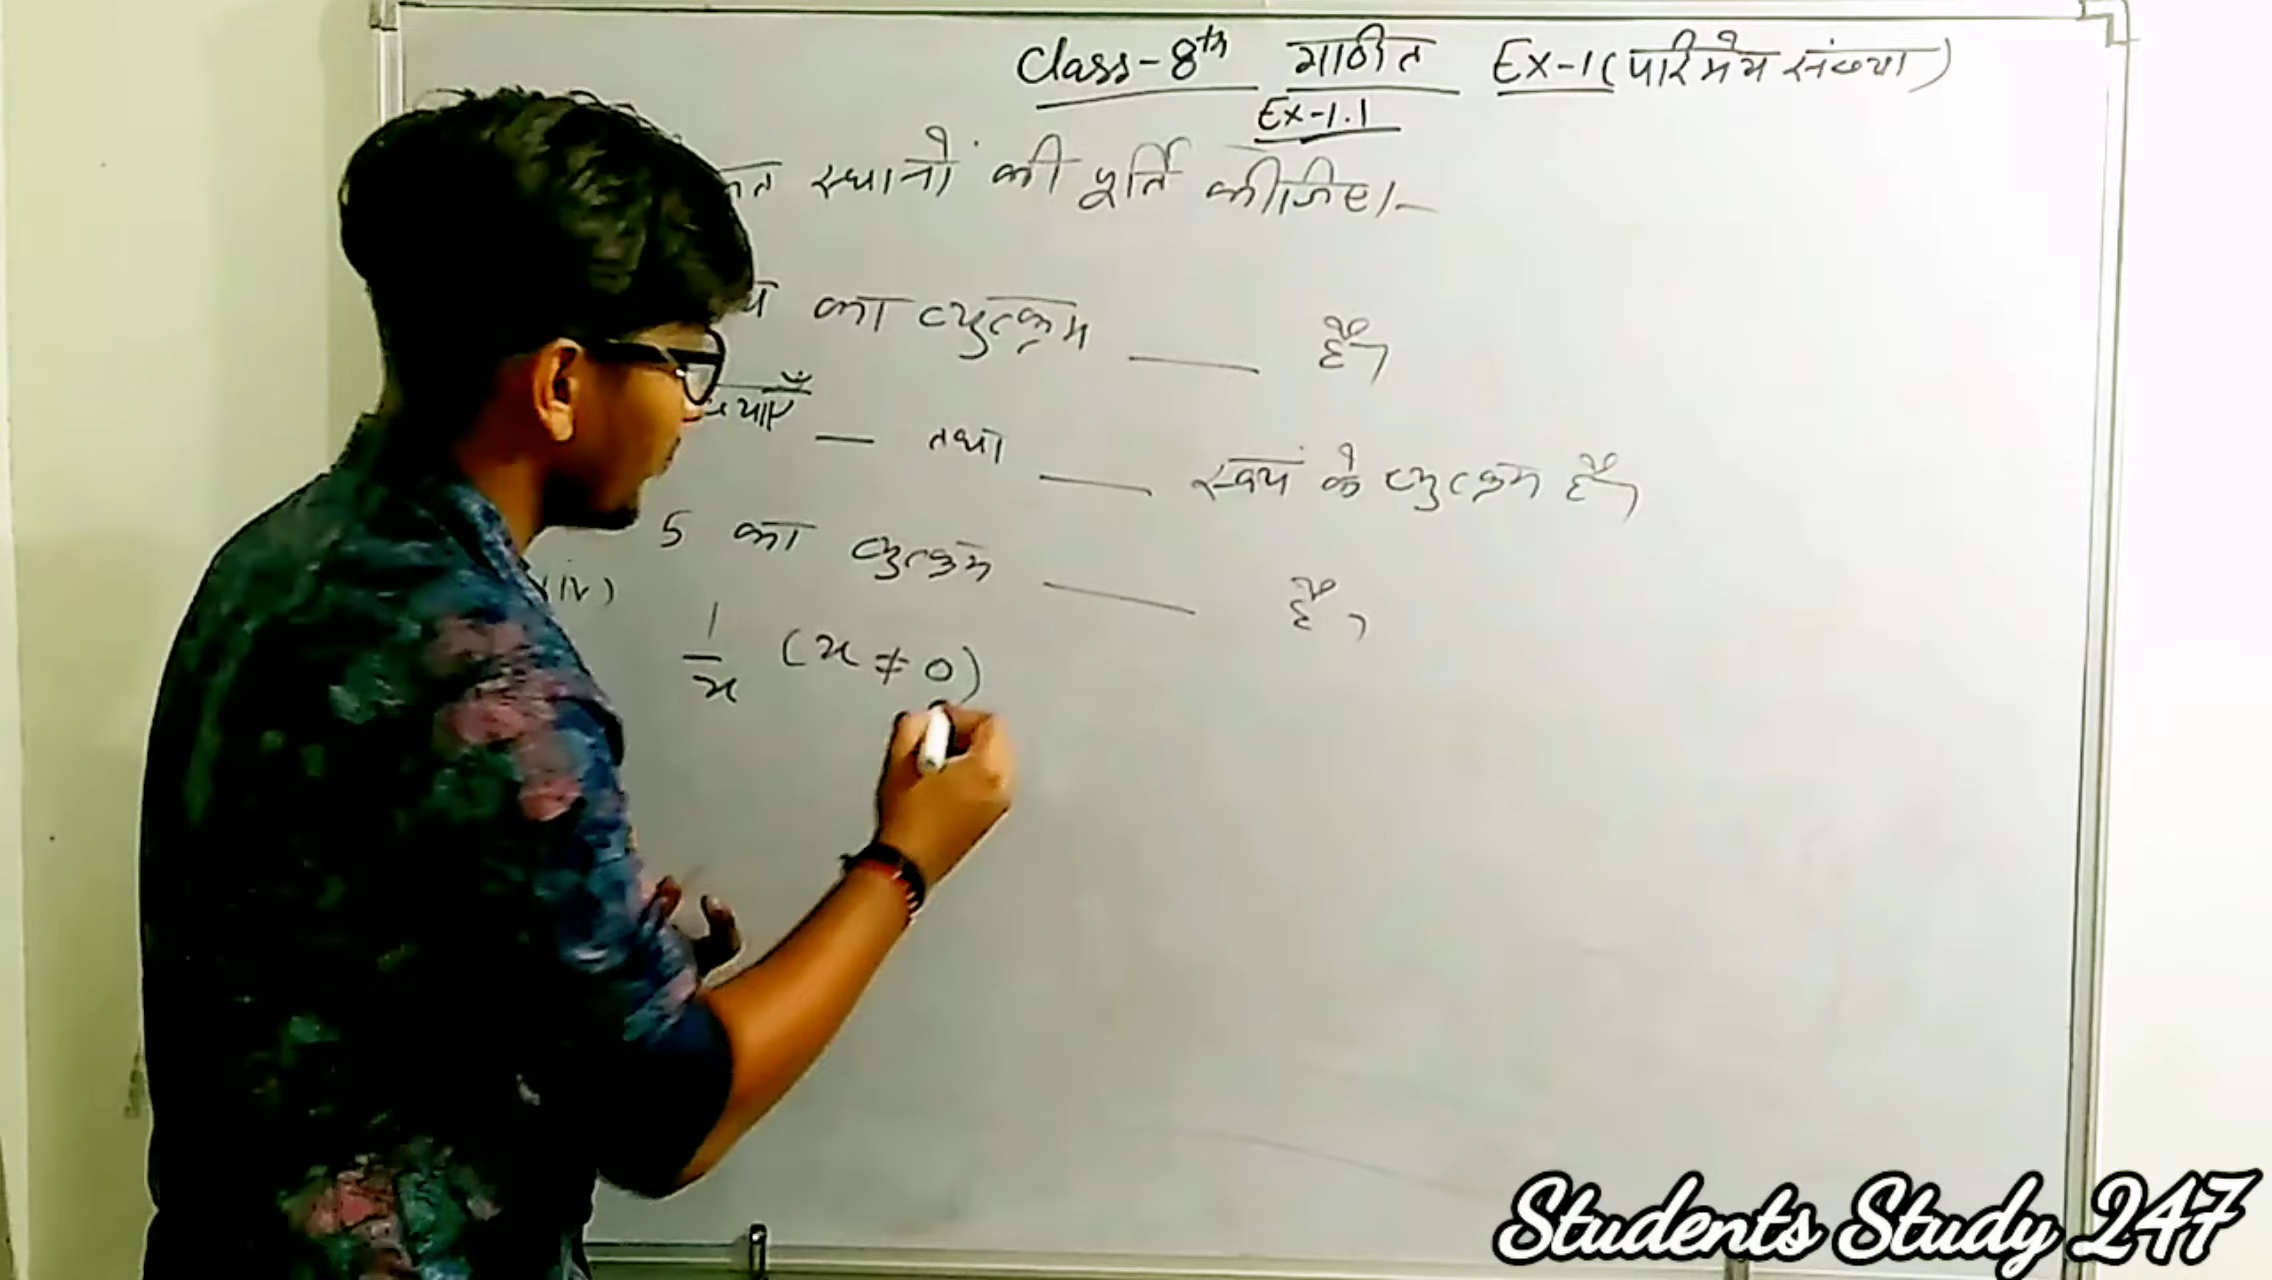 Class-8th गणित Ex-1(परिमेय संख्या)
Ex-1.1
स्थानों की पूर्ति कीजिए।-
का व्युत्क्रम ___ हैं।
___ तथा ___ स्वयं के व्युत्क्रम हैं।
5 का व्युत्क्रम ___ हैं।
(iv) 1/x (x ≠ 0)
Students Study 247